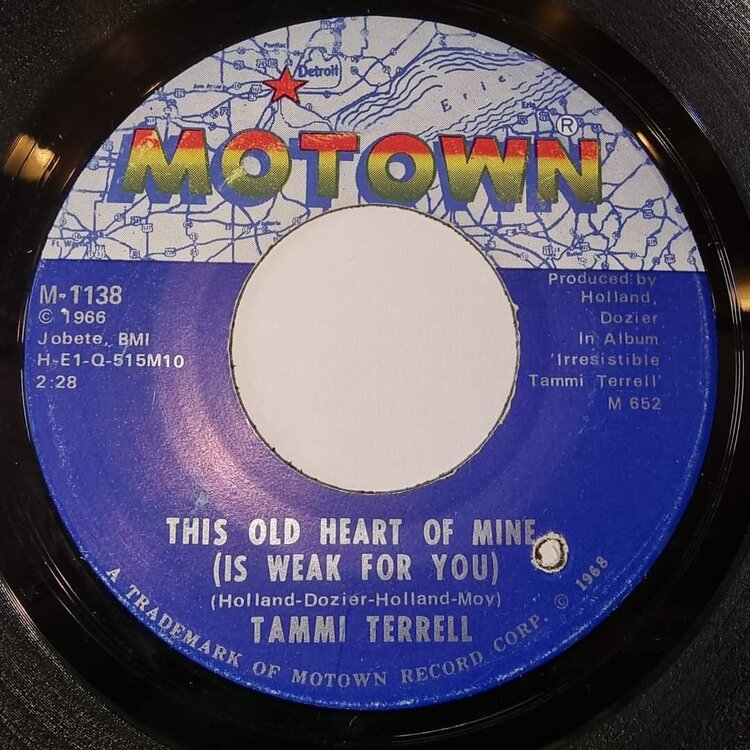 Pontiac
Detroit
Erie
Erie
MOTOWN®
M-1138
© 1966
Jobete, BMI
H-E1-Q-515M10
2:28
Produced by
Holland,
Dozier
In Album
'Irresistible
Tammi Terrell'
M 652
THIS OLD HEART OF MINE
(IS WEAK FOR YOU)
(Holland-Dozier-Holland-Moy)
TAMMI TERRELL
A TRADEMARK OF MOTOWN RECORD CORP. © 1968